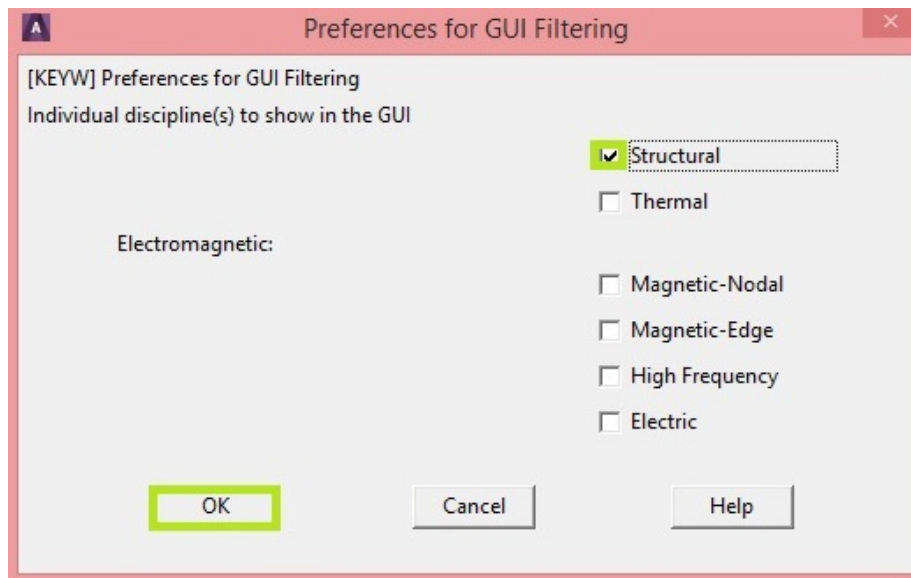 Preferences for GUI Filtering
[KEYW] Preferences for GUI Filtering
Individual discipline(s) to show in the GUI
Structural
Thermal
Electromagnetic:
Magnetic-Nodal
Magnetic-Edge
High Frequency
Electric
OK Cancel Help